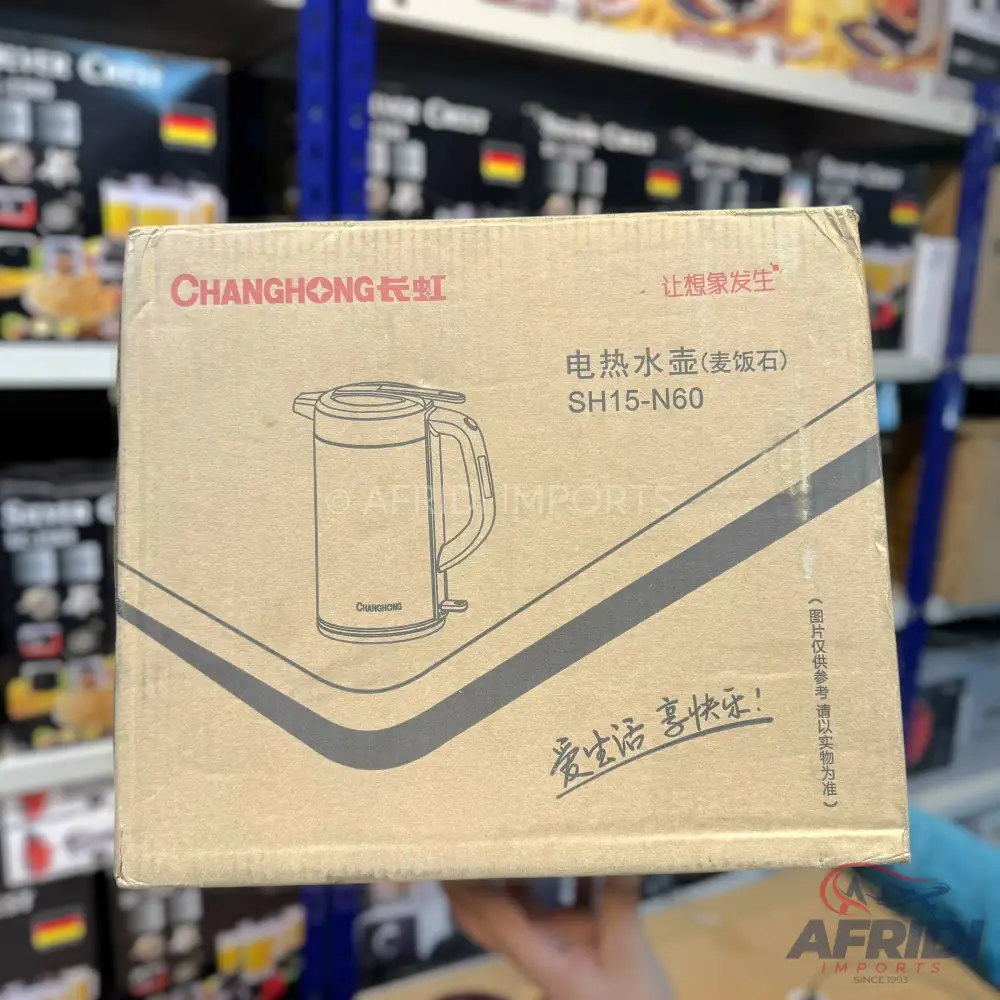 SILVER CREST
CHANGHONG长虹
让想象发生
电热水壶(麦饭石)
SH15-N60
© AFRIDI IMPORTS
CHANGHONG
(图片仅供参考 请以实物为准)
爱生活 享快乐!
AFRIDI
IMPORTS
SINCE 1993